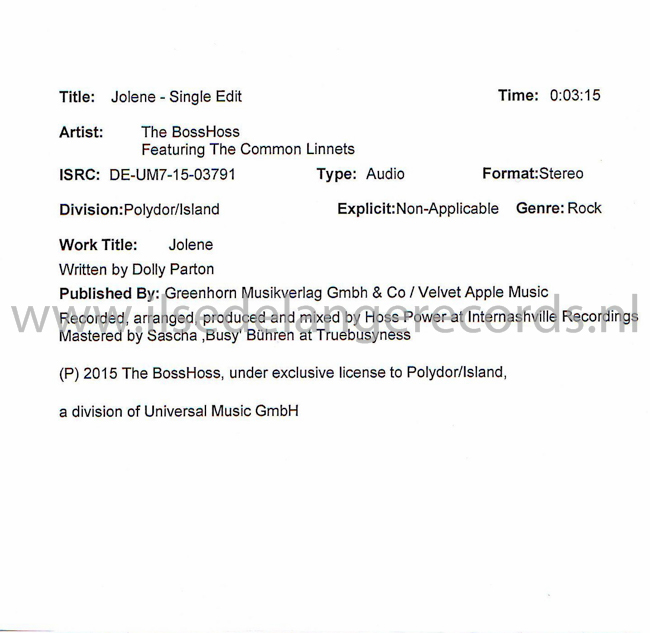 Title: Jolene - Single Edit Time: 0:03:15
Artist: The BossHoss
Featuring The Common Linnets
ISRC: DE-UM7-15-03791 Type: Audio Format:Stereo
Division:Polydor/Island Explicit:Non-Applicable Genre: Rock
Work Title: Jolene
Written by Dolly Parton
Published By: Greenhorn Musikverlag Gmbh & Co / Velvet Apple Music
www.ilsedelangerecords.nl
Recorded, arranged, produced and mixed by Hoss Power at Internashville Recordings
Mastered by Sascha ‚Busy' Bühren at Truebusyness
(P) 2015 The BossHoss, under exclusive license to Polydor/Island,
a division of Universal Music GmbH